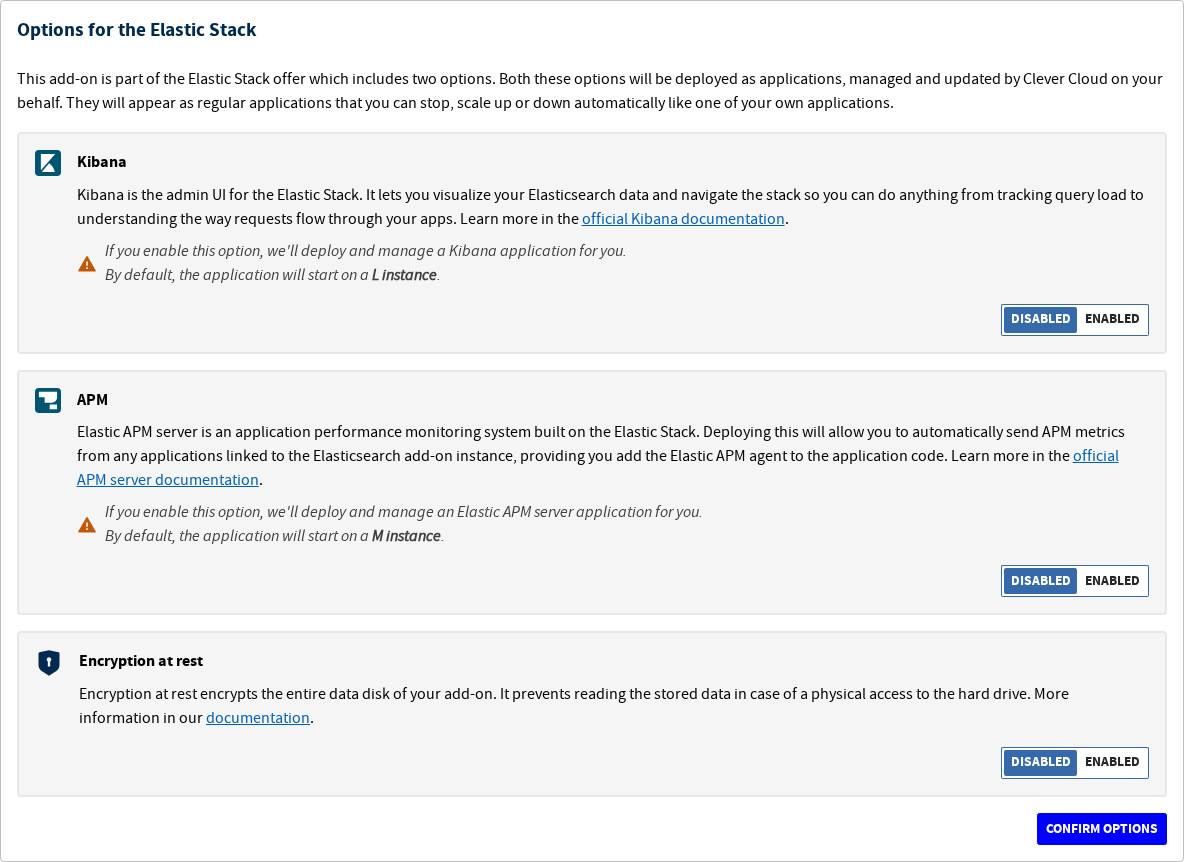 Options for the Elastic Stack
This add-on is part of the Elastic Stack offer which includes two options. Both these options will be deployed as applications, managed and updated by Clever Cloud on your
behalf. They will appear as regular applications that you can stop, scale up or down automatically like one of your own applications.
Kibana
Kibana is the admin UI for the Elastic Stack. It lets you visualize your Elasticsearch data and navigate the stack so you can do anything from tracking query load to
understanding the way requests flow through your apps. Learn more in the official Kibana documentation.
If you enable this option, we'll deploy and manage a Kibana application for you.
By default, the application will start on a L instance.
DISABLED ENABLED
APM
Elastic APM server is an application performance monitoring system built on the Elastic Stack. Deploying this will allow you to automatically send APM metrics
from any applications linked to the Elasticsearch add-on instance, providing you add the Elastic APM agent to the application code. Learn more in the official
APM server documentation.
If you enable this option, we'll deploy and manage an Elastic APM server application for you.
By default, the application will start on a M instance.
DISABLED ENABLED
Encryption at rest
Encryption at rest encrypts the entire data disk of your add-on. It prevents reading the stored data in case of a physical access to the hard drive. More
information in our documentation.
DISABLED ENABLED
CONFIRM OPTIONS